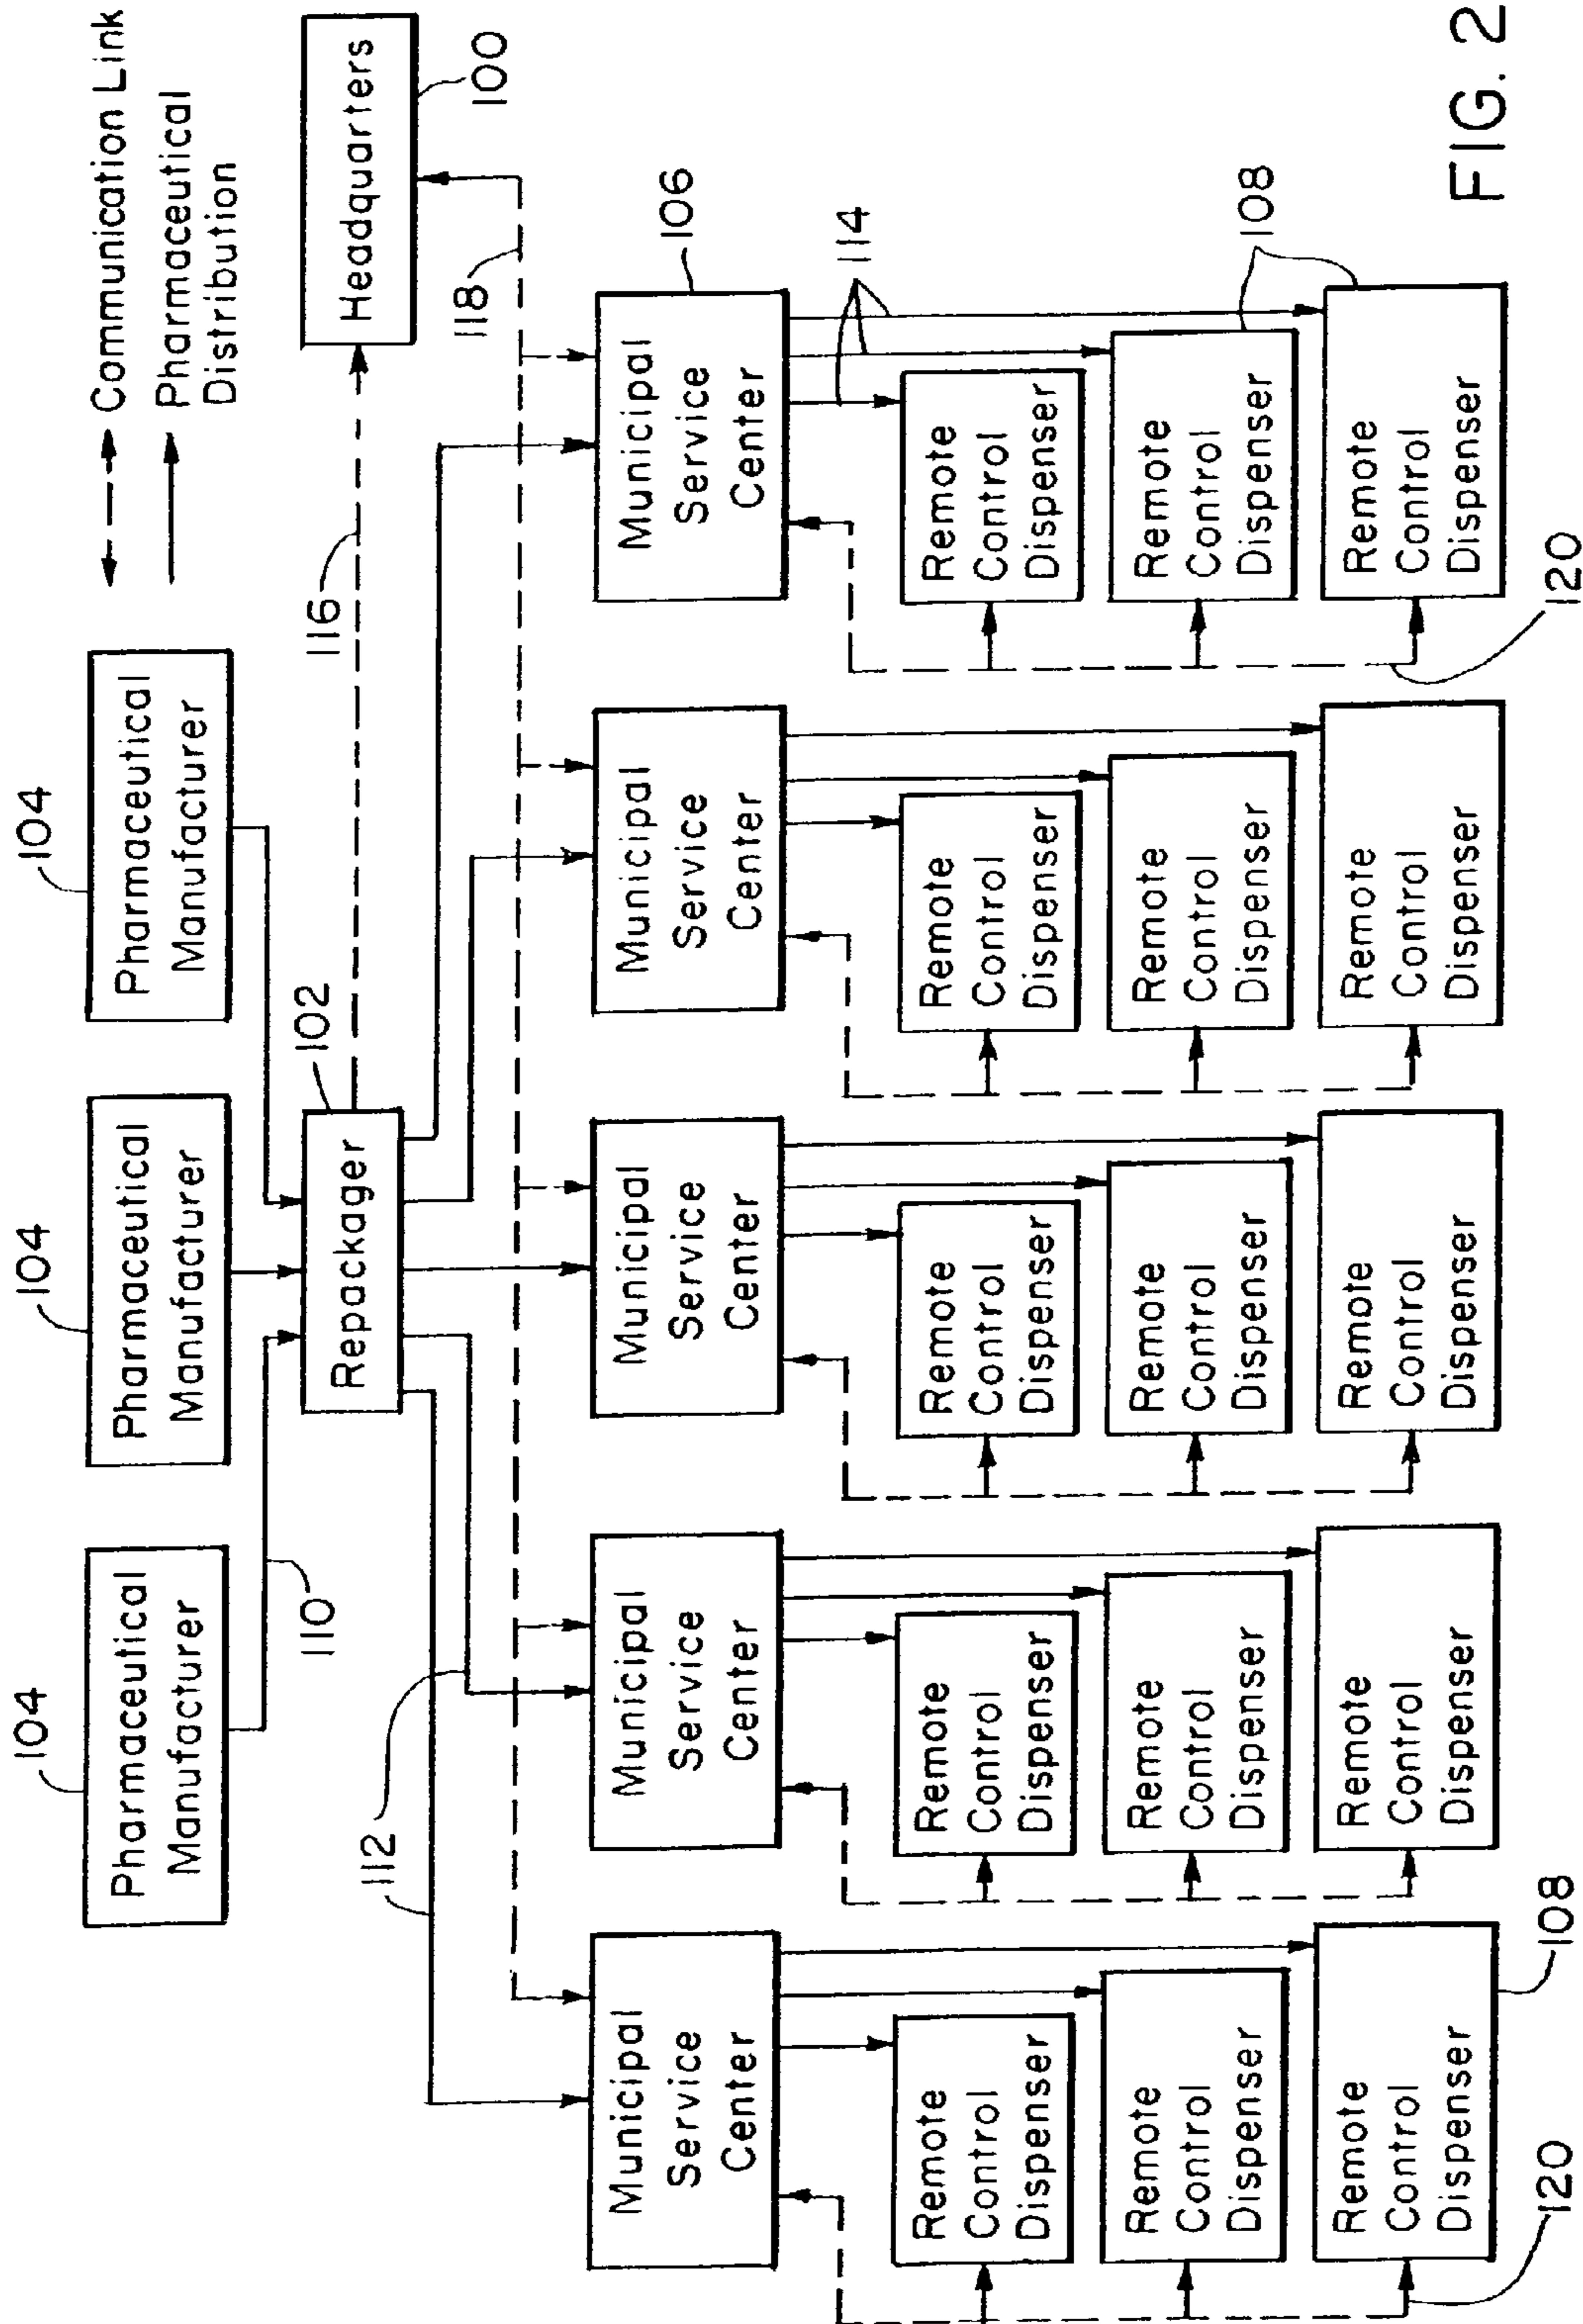 104
104
104
Pharmaceutical
Manufacturer
Pharmaceutical
Manufacturer
Pharmaceutical
Manufacturer
Communication Link
Pharmaceutical
Distribution
110
Repackager
102
116
Headquarters
100
112
118
106
Municipal
Service
Center
Municipal
Service
Center
Municipal
Service
Center
Municipal
Service
Center
Municipal
Service
Center
114
Remote
Control
Dispenser
Remote
Control
Dispenser
Remote
Control
Dispenser
Remote
Control
Dispenser
Remote
Control
Dispenser
Remote
Control
Dispenser
Remote
Control
Dispenser
Remote
Control
Dispenser
Remote
Control
Dispenser
Remote
Control
Dispenser
108
Remote
Control
Dispenser
Remote
Control
Dispenser
Remote
Control
Dispenser
Remote
Control
Dispenser
Remote
Control
Dispenser
120
108
120
FIG. 2